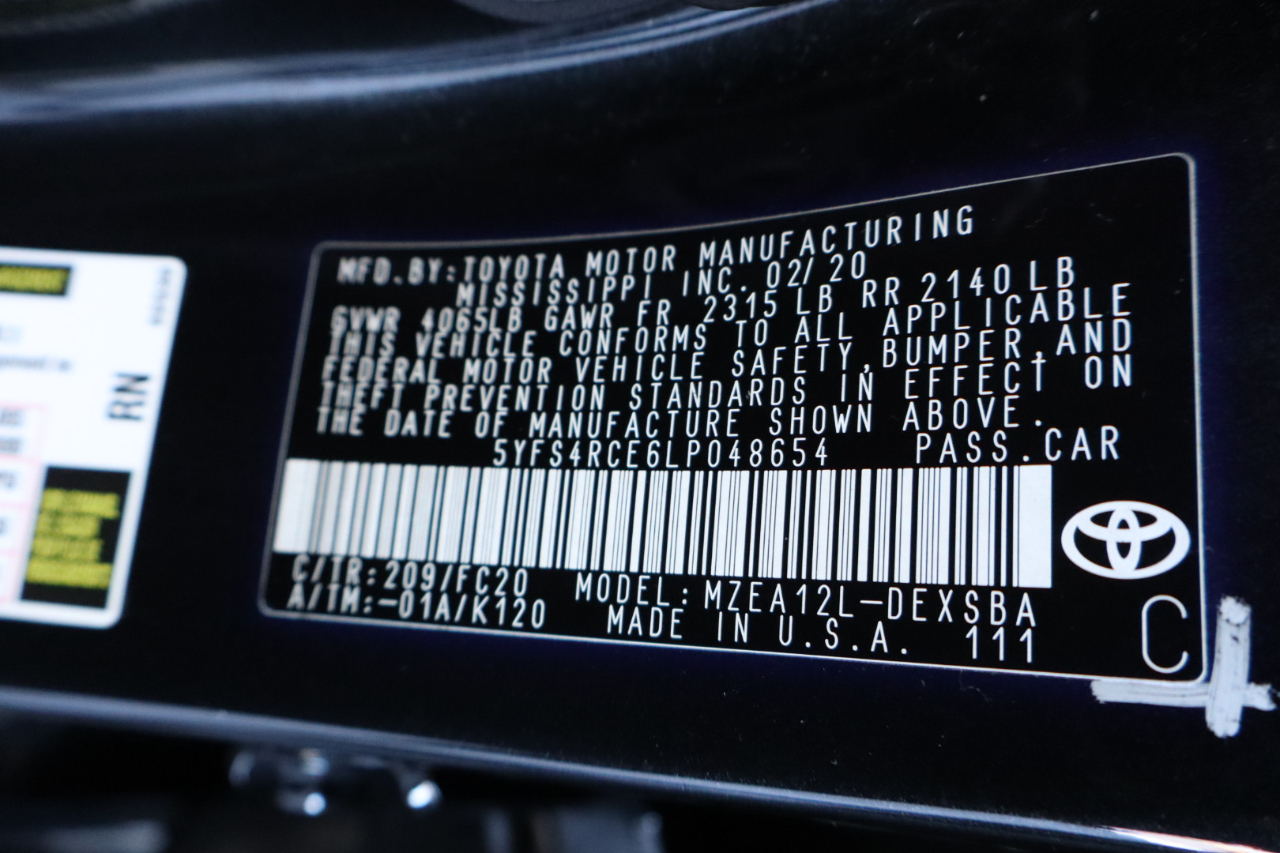 MFD.BY:TOYOTA MOTOR MANUFACTURING
MISSISSIPPI INC. 02/20
GVWR 4065LB GAWR FR 2315 LB RR 2140 LB
THIS VEHICLE CONFORMS TO ALL APPLICABLE
FEDERAL MOTOR VEHICLE SAFETY, BUMPER, AND
THEFT PREVENTION STANDARDS IN EFFECT ON
THE DATE OF MANUFACTURE SHOWN ABOVE.
5YFS4RCE6LP048654 PASS.CAR
C/TR:209/FC20 MODEL:MZEA12L-DEXSBA
A/TM:-01A/K120 MADE IN U.S.A. 111
C
RN